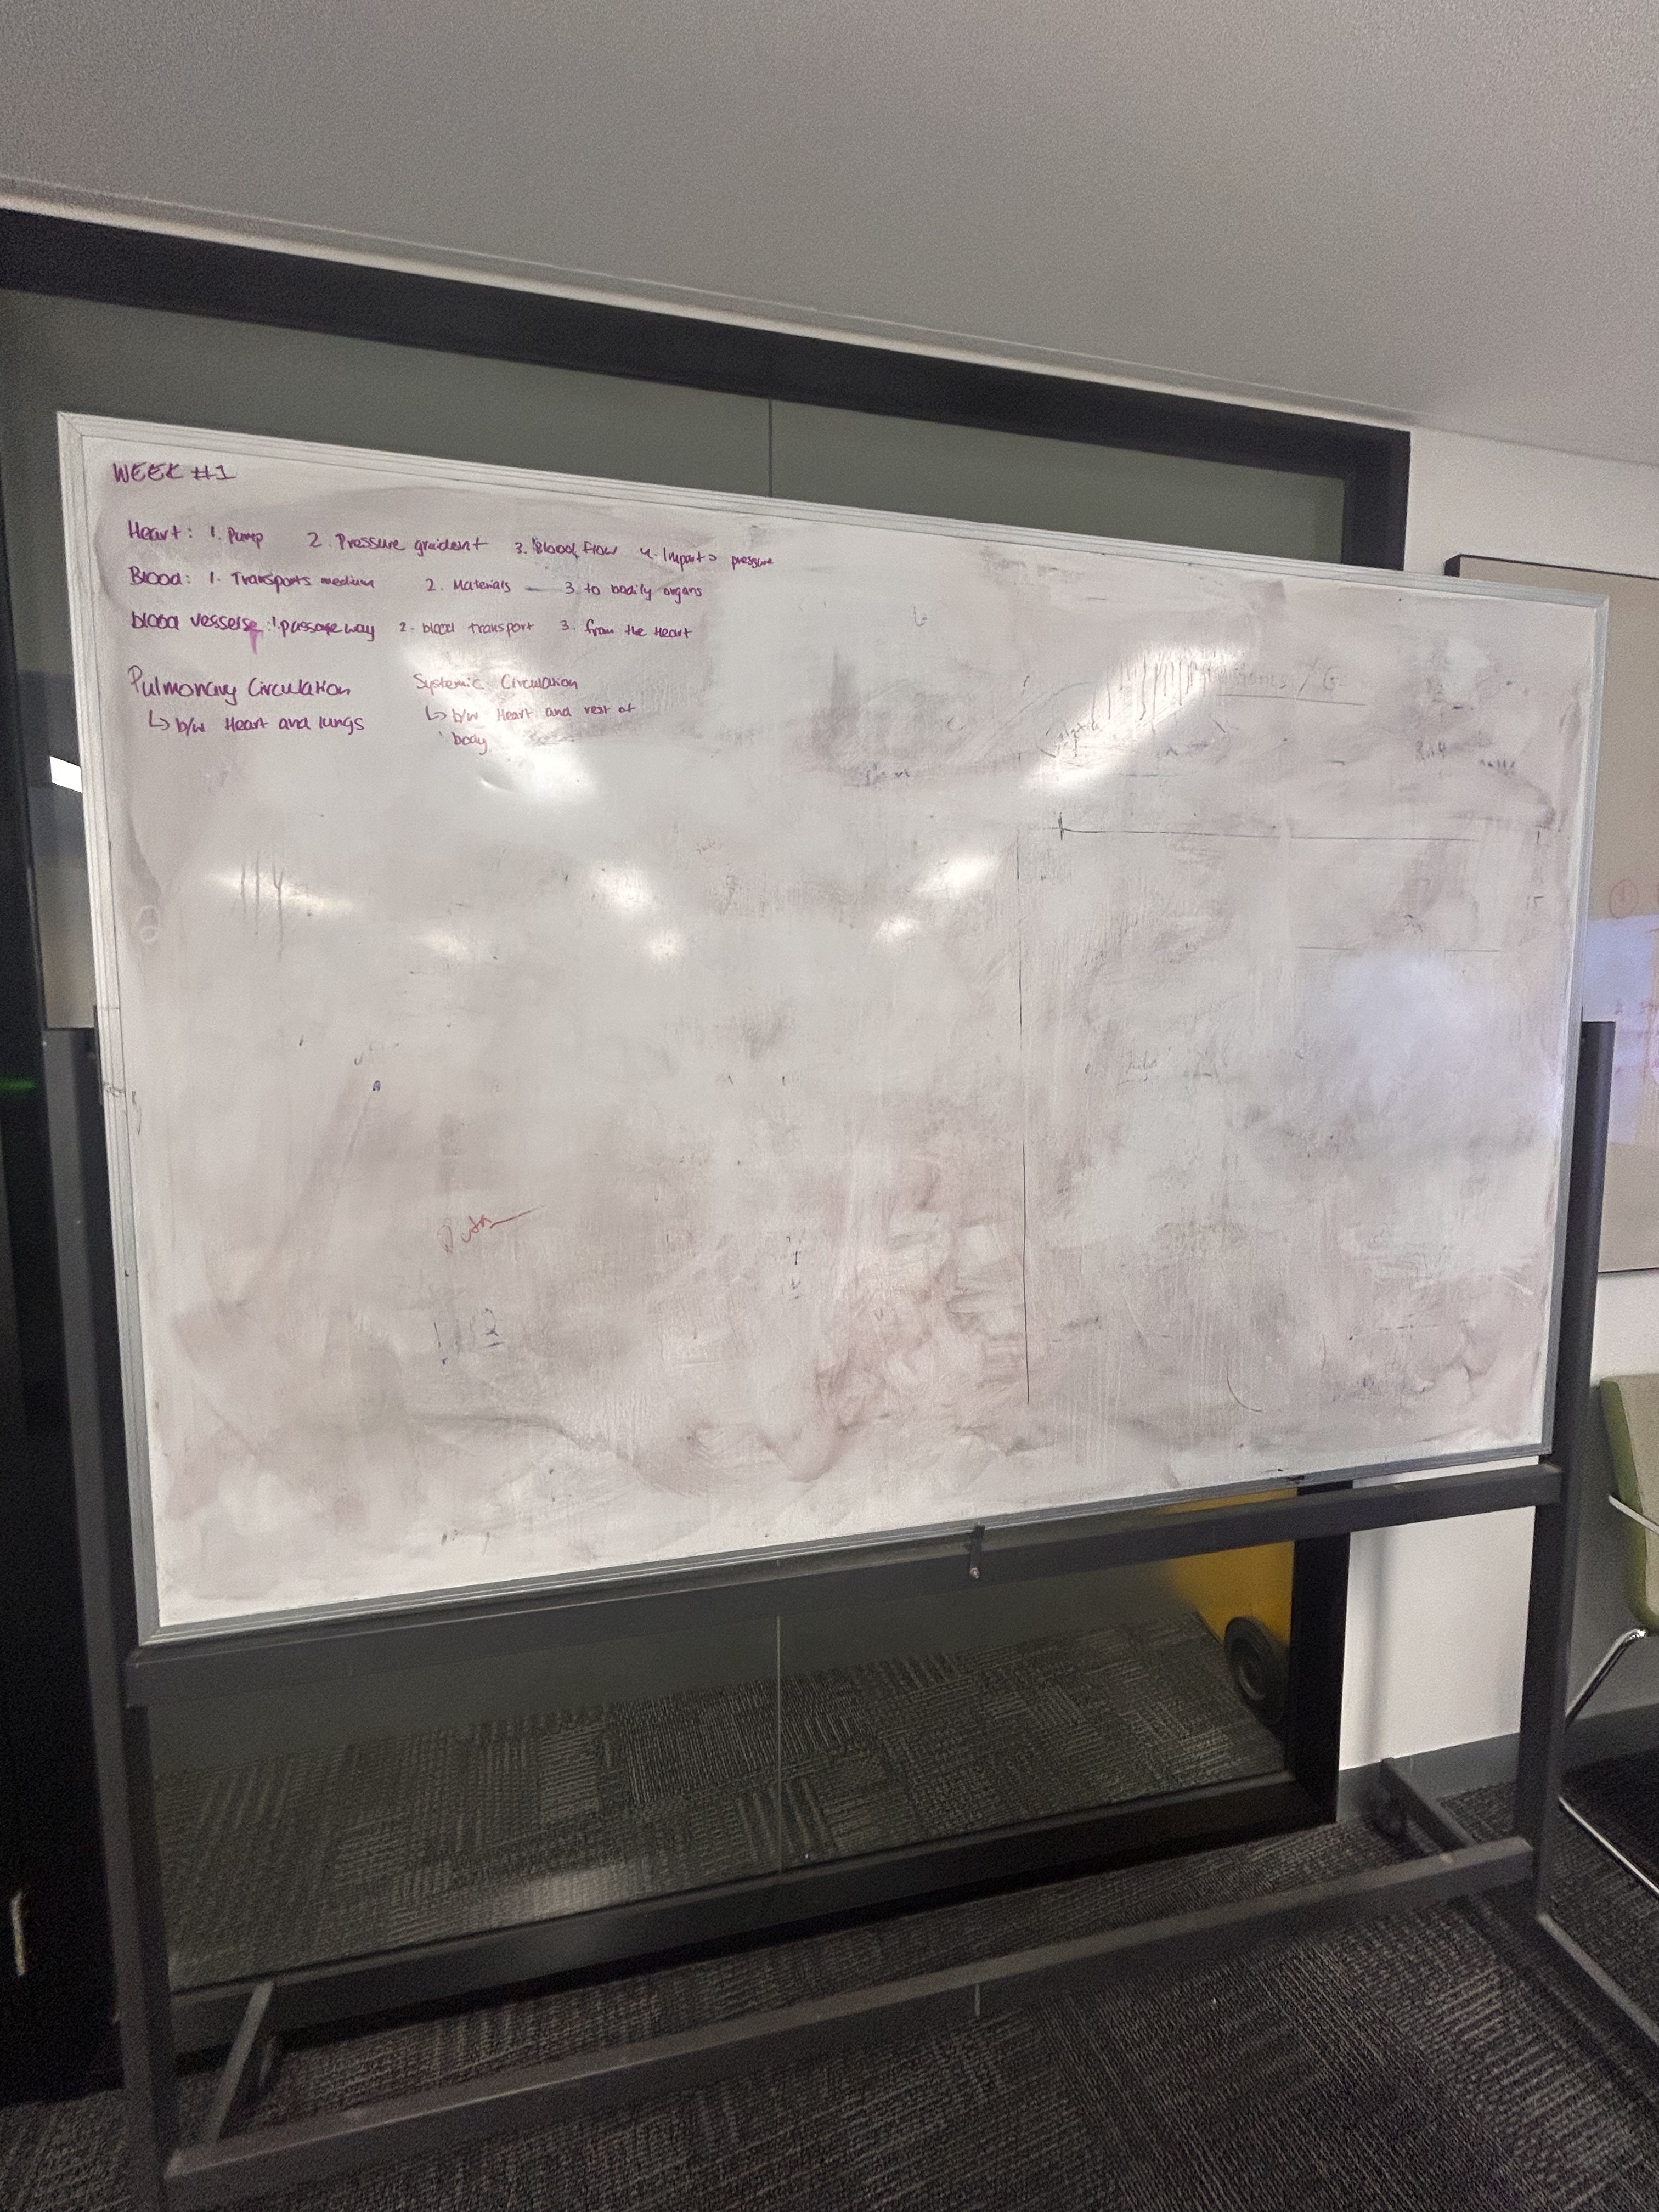 WEEK #1
Heart: 1. Pump 2. Pressure graident 3. Blood Flow 4. Imparts pressure
Blood: 1. Transports medium 2. Materials — 3. to bodily organs
blood vessels: 1. passage way 2. blood transport 3. from the Heart
Pulmonary Circulation Systemic Circulation
↳ b/w Heart and lungs ↳ b/w Heart and rest of
body